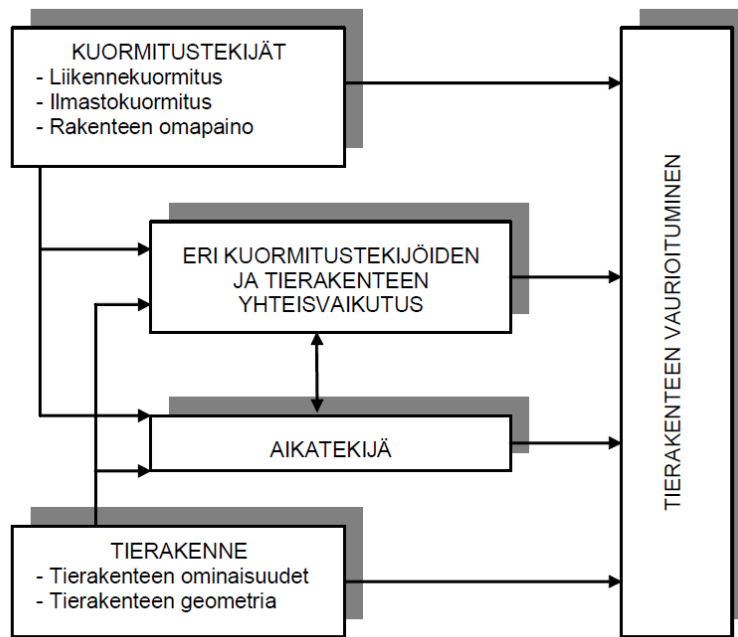 KUORMITUSTEKIJÄT
- Liikennekuormitus
- Ilmastokuormitus
- Rakenteen omapaino
ERI KUORMITUSTEKIJÖIDEN
JA TIERAKENTEEN
YHTEISVAIKUTUS
AIKATEKIJÄ
TIERAKENNE
- Tierakenteen ominaisuudet
- Tierakenteen geometria
TIERAKENTEEN VAURIOITUMINEN